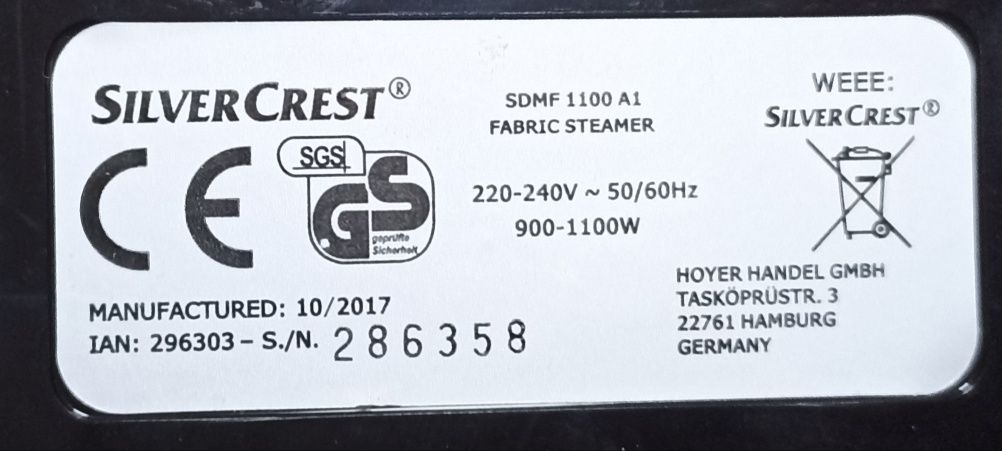 SILVERCREST®
SGS
GS
geprüfte
Sicherheit
CE
MANUFACTURED: 10/2017
IAN: 296303 – S./N. 286358
SDMF 1100 A1
FABRIC STEAMER
220-240V ~ 50/60Hz
900-1100W
WEEE:
SILVERCREST®
HOYER HANDEL GMBH
TASKÖPRÜSTR. 3
22761 HAMBURG
GERMANY